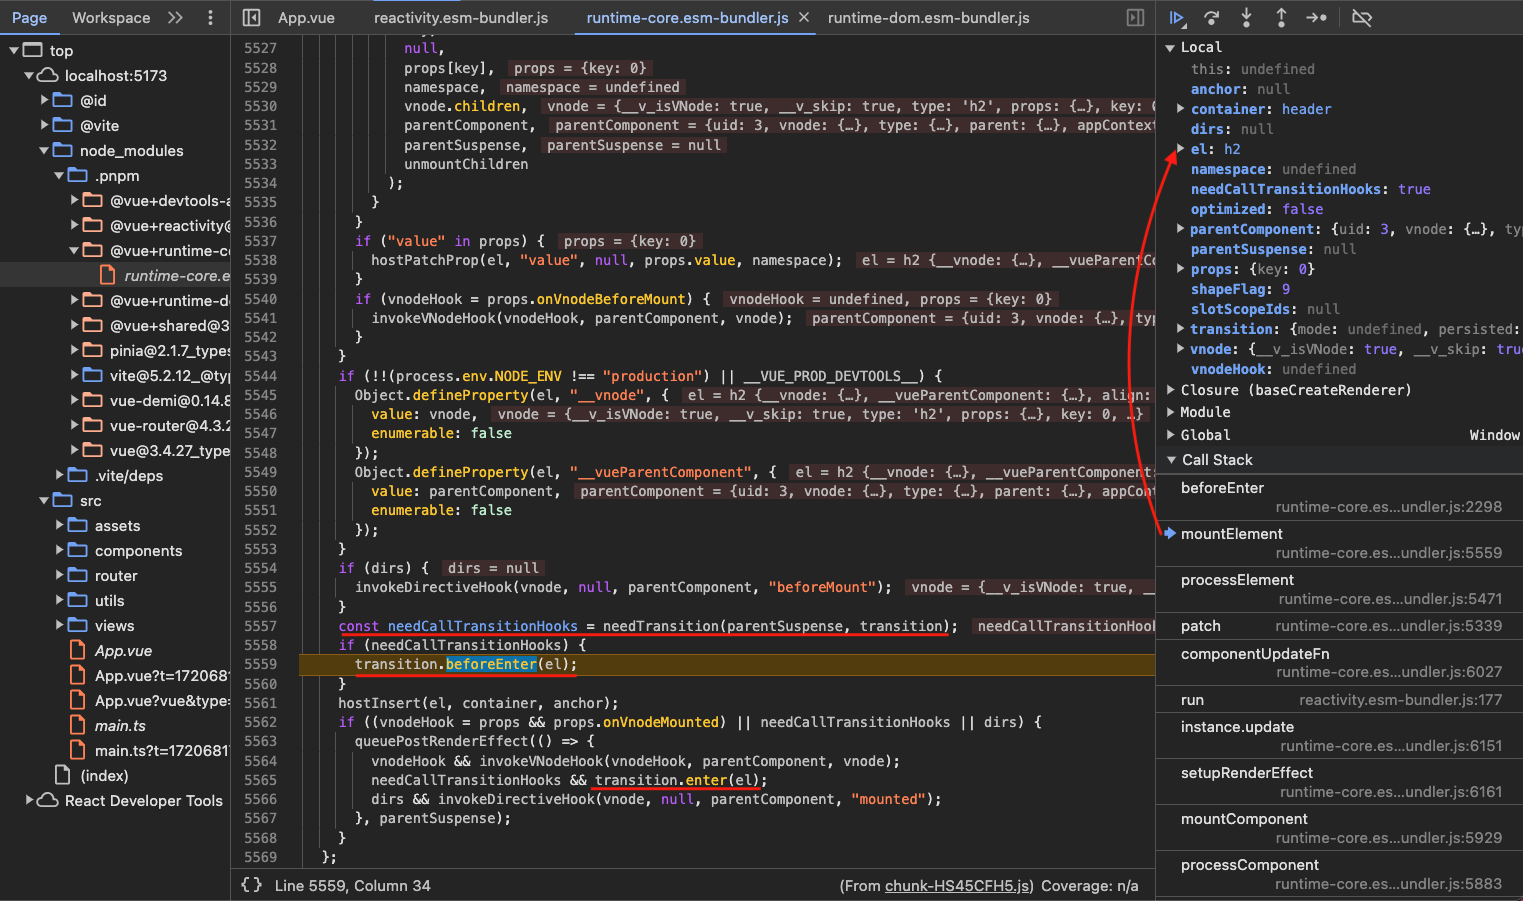 Page
Workspace
App.vue
reactivity.esm-bundler.js
runtime-core.esm-bundler.js
runtime-dom.esm-bundler.js
top
localhost:5173
@id
@vite
node_modules
.pnpm
@vue+devtools-a
@vue+reactivity@
@vue+runtime-co
runtime-core.e
@vue+runtime-do
@vue+shared@3
pinia@2.1.7_types
vite@5.2.12_@typ
vue-demi@0.14.8
vue-router@4.3.2
vue@3.4.27_type
.vite/deps
src
assets
components
router
utils
views
App.vue
App.vue?t=172068
App.vue?vue&type=
main.ts
main.ts?t=1720681
(index)
React Developer Tools
5527 null,
5528 props[key], props = {key: 0}
5529 namespace, namespace = undefined
5530 vnode.children, vnode = {__v_isVNode: true, __v_skip: true, type: 'h2', props: {…}, key: 0
5531 parentComponent, parentComponent = {uid: 3, vnode: {…}, type: {…}, parent: {…}, appContext
5532 parentSuspense, parentSuspense = null
5533 unmountChildren
5534 );
5535 }
5536 }
5537 if ("value" in props) { props = {key: 0}
5538 hostPatchProp(el, "value", null, props.value, namespace); el = h2 {__vnode: {…}, __vueParentCo
5539 }
5540 if (vnodeHook = props.onVnodeBeforeMount) { vnodeHook = undefined, props = {key: 0}
5541 invokeVNodeHook(vnodeHook, parentComponent, vnode); parentComponent = {uid: 3, vnode: {…}, typ
5542 }
5543 }
5544 if (!!(process.env.NODE_ENV !== "production") || __VUE_PROD_DEVTOOLS__) {
5545 Object.defineProperty(el, "__vnode", { el = h2 {__vnode: {…}, __vueParentComponent: {…}, align:
5546 value: vnode, vnode = {__v_isVNode: true, __v_skip: true, type: 'h2', props: {…}, key: 0, …}
5547 enumerable: false
5548 });
5549 Object.defineProperty(el, "__vueParentComponent", { el = h2 {__vnode: {…}, __vueParentComponent:
5550 value: parentComponent, parentComponent = {uid: 3, vnode: {…}, type: {…}, parent: {…}, appCont
5551 enumerable: false
5552 });
5553 }
5554 if (dirs) { dirs = null
5555 invokeDirectiveHook(vnode, null, parentComponent, "beforeMount"); vnode = {__v_isVNode: true, __
5556 }
5557 const needCallTransitionHooks = needTransition(parentSuspense, transition); needCallTransitionHook
5558 if (needCallTransitionHooks) {
5559 transition.beforeEnter(el);
5560 }
5561 hostInsert(el, container, anchor);
5562 if ((vnodeHook = props && props.onVnodeMounted) || needCallTransitionHooks || dirs) {
5563 queuePostRenderEffect(() => {
5564 vnodeHook && invokeVNodeHook(vnodeHook, parentComponent, vnode);
5565 needCallTransitionHooks && transition.enter(el);
5566 dirs && invokeDirectiveHook(vnode, null, parentComponent, "mounted");
5567 }, parentSuspense);
5568 }
5569 };
{} Line 5559, Column 34
(From chunk-HS45CFH5.js) Coverage: n/a
Local
this: undefined
anchor: null
container: header
dirs: null
el: h2
namespace: undefined
needCallTransitionHooks: true
optimized: false
parentComponent: {uid: 3, vnode: {…}, ty
parentSuspense: null
props: {key: 0}
shapeFlag: 9
slotScopeIds: null
transition: {mode: undefined, persisted:
vnode: {__v_isVNode: true, __v_skip: tru
vnodeHook: undefined
Closure (baseCreateRenderer)
Module
Global Window
Call Stack
beforeEnter
runtime-core.es…undler.js:2298
mountElement
runtime-core.es…undler.js:5559
processElement
runtime-core.es…undler.js:5471
patch runtime-core.es…undler.js:5339
componentUpdateFn
runtime-core.es…undler.js:6027
run reactivity.esm-bundler.js:177
instance.update
runtime-core.es…undler.js:6151
setupRenderEffect
runtime-core.es…undler.js:6161
mountComponent
runtime-core.es…undler.js:5929
processComponent
runtime-core.es…undler.js:5883